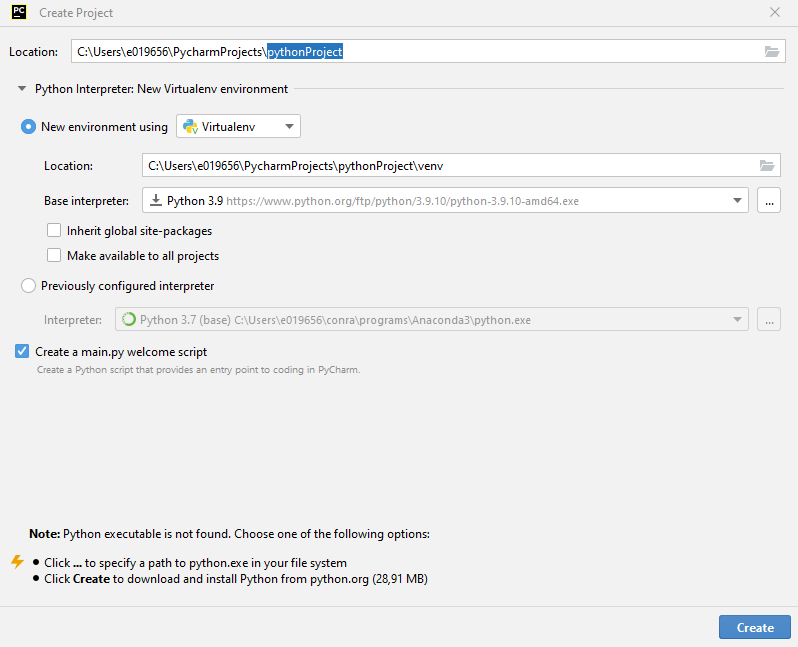 PC Create Project
Location: C:\Users\e019656\PycharmProjects\pythonProject
Python Interpreter: New Virtualenv environment
New environment using Virtualenv
Location: C:\Users\e019656\PycharmProjects\pythonProject\venv
Base interpreter: Python 3.9 https://www.python.org/ftp/python/3.9.10/python-3.9.10-amd64.exe ...
Inherit global site-packages
Make available to all projects
Previously configured interpreter
Interpreter: Python 3.7 (base) C:\Users\e019656\conra\programs\Anaconda3\python.exe ...
Create a main.py welcome script
Create a Python script that provides an entry point to coding in PyCharm.
Note: Python executable is not found. Choose one of the following options:
• Click ... to specify a path to python.exe in your file system
• Click Create to download and install Python from python.org (28,91 MB)
Create